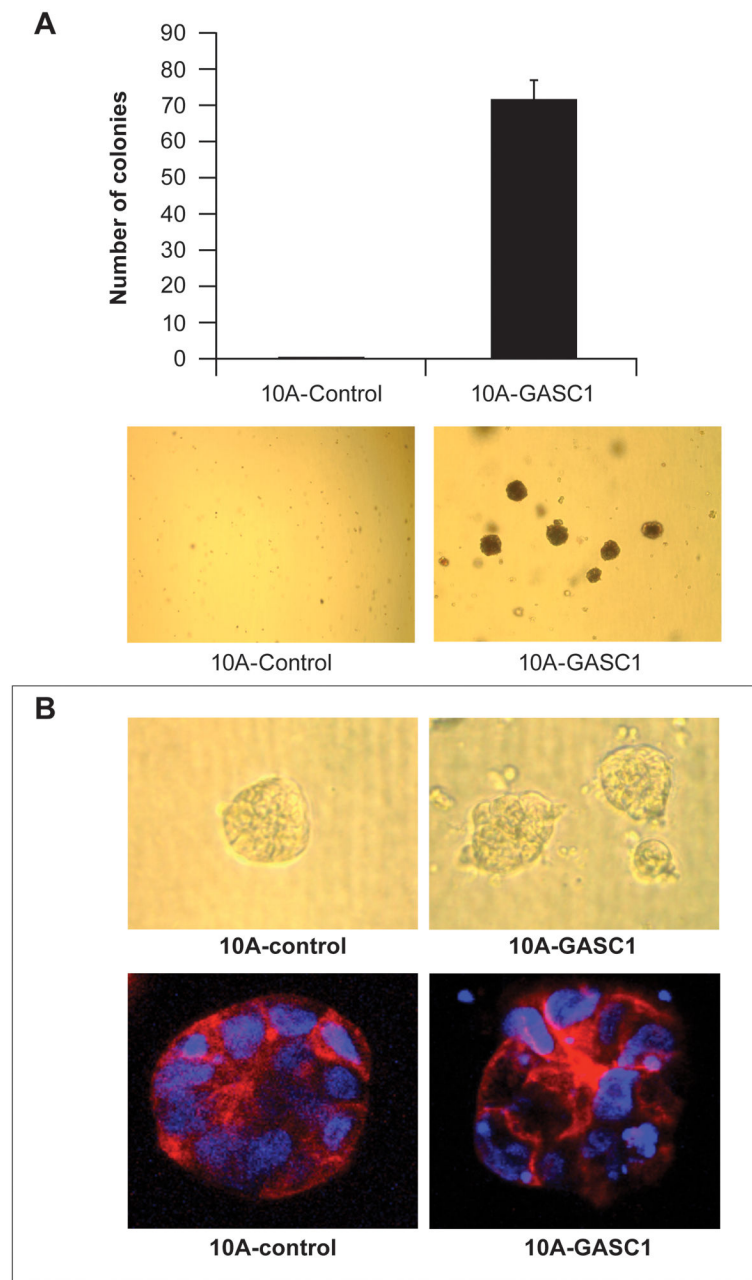 A
Number of colonies
90
80
70
60
50
40
30
20
10
0
10A-Control 10A-GASC1
10A-Control 10A-GASC1
B
10A-control 10A-GASC1
10A-control 10A-GASC1